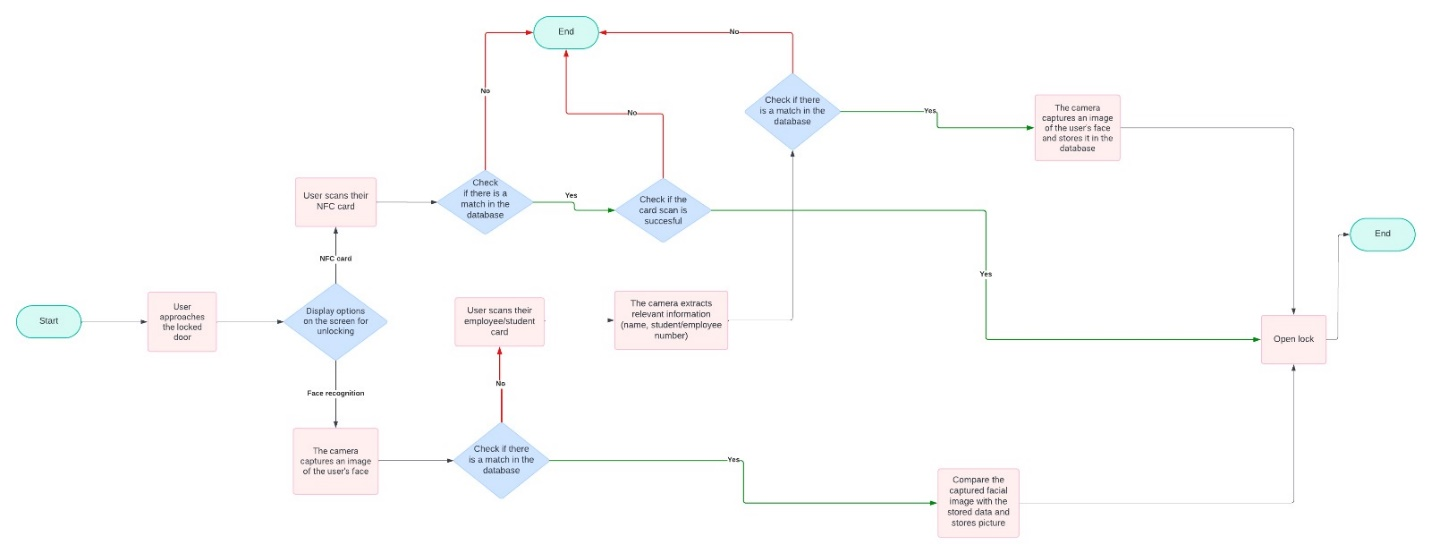 End
No
No
No
Check if there
is a match in the
database
Yes
The camera
captures an image
of the user's face
and stores it in the
database
User scans their
NFC card
Check
if there is a
match in the
database
Yes
Check if the
card scan is
succesful
End
NFC card
Yes
Start
User
approaches
the locked
door
Display options
on the screen for
unlocking
User scans their
employee/student
card
The camera extracts
relevant information
(name, student/employee
number)
Open lock
No
Face recognition
The camera
captures an image
of the user's face
Check if there
is a match in the
database
Yes
Compare the
captured facial
image with the
stored data and
stores picture